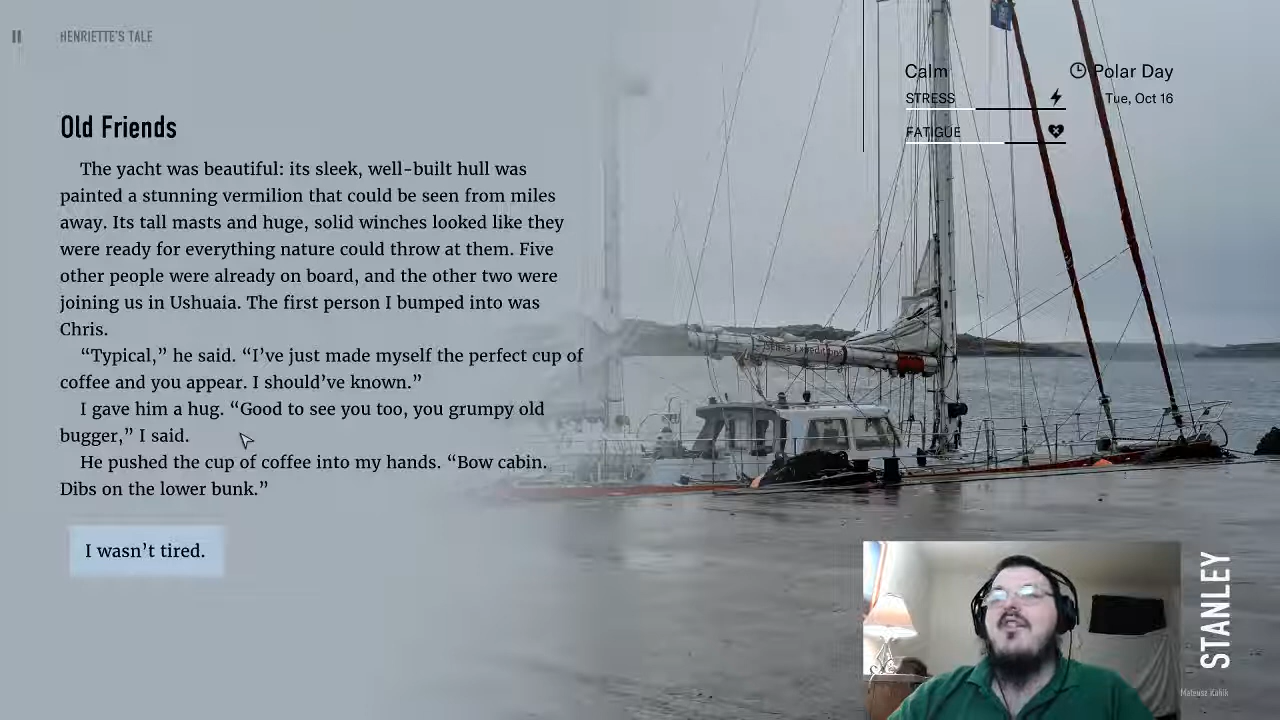 HENRIETTE'S TALE
Calm
Polar Day
STRESS
Tue, Oct 16
FATIGUE
Old Friends
The yacht was beautiful: its sleek, well-built hull was
painted a stunning vermilion that could be seen from miles
away. Its tall masts and huge, solid winches looked like they
were ready for everything nature could throw at them. Five
other people were already on board, and the other two were
joining us in Ushuaia. The first person I bumped into was
Chris.
“Typical,” he said. “I’ve just made myself the perfect cup of
coffee and you appear. I should’ve known.”
I gave him a hug. “Good to see you too, you grumpy old
bugger,” I said.
He pushed the cup of coffee into my hands. “Bow cabin.
Dibs on the lower bunk.”
I wasn’t tired.
STANLEY